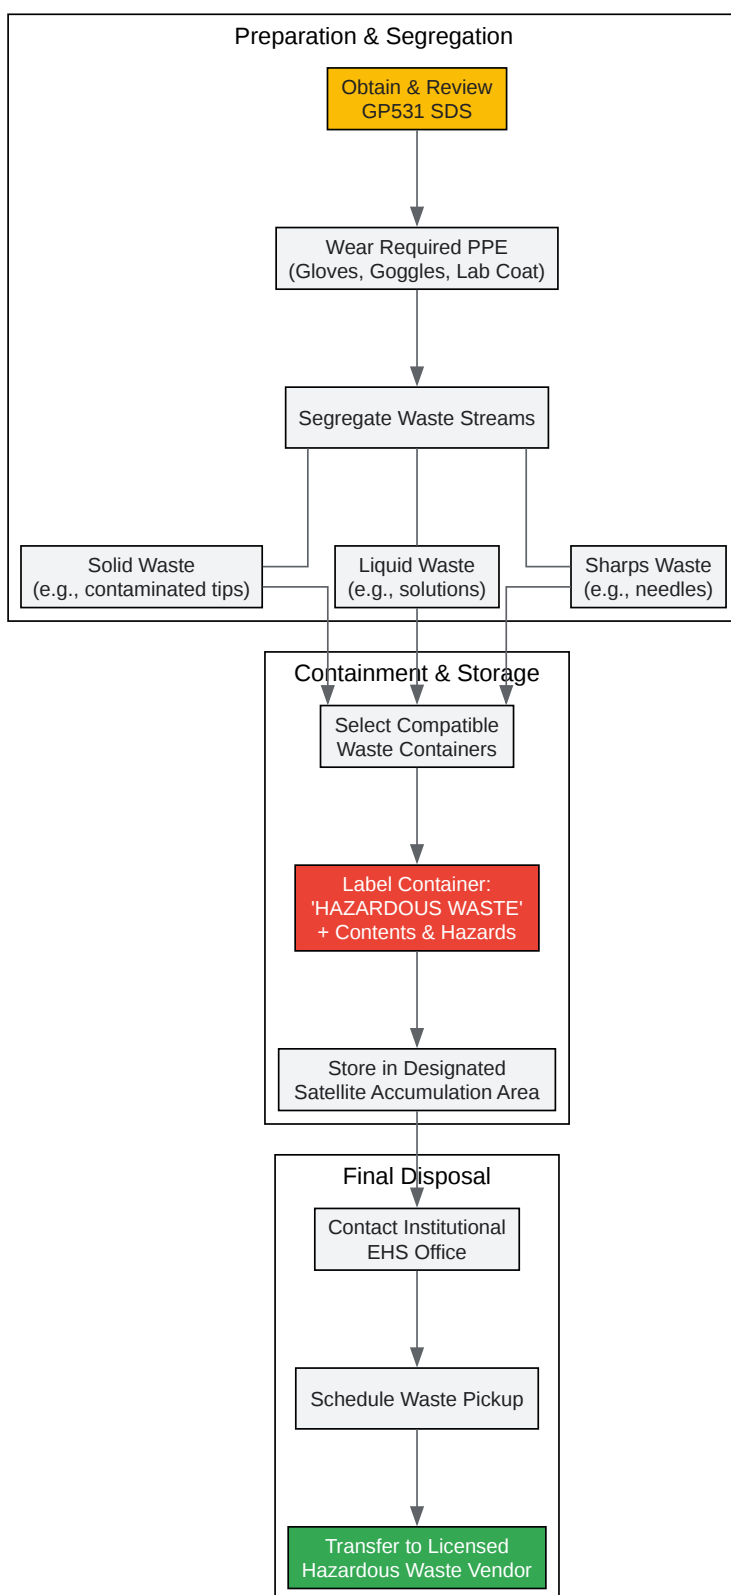 Preparation & Segregation
Obtain & Review
GP531 SDS
Wear Required PPE
(Gloves, Goggles, Lab Coat)
Segregate Waste Streams
Solid Waste
(e.g., contaminated tips)
Liquid Waste
(e.g., solutions)
Sharps Waste
(e.g., needles)
Containment & Storage
Select Compatible
Waste Containers
Label Container:
'HAZARDOUS WASTE'
+ Contents & Hazards
Store in Designated
Satellite Accumulation Area
Final Disposal
Contact Institutional
EHS Office
Schedule Waste Pickup
Transfer to Licensed
Hazardous Waste Vendor